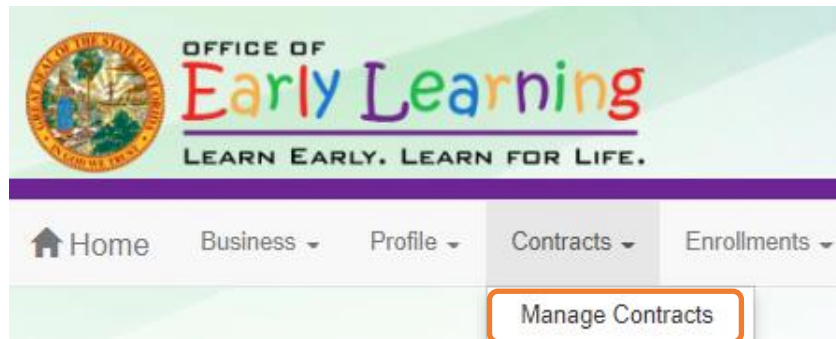 OFFICE OF
Early Learning
LEARN EARLY. LEARN FOR LIFE.
Home Business Profile Contracts Enrollments
Manage Contracts